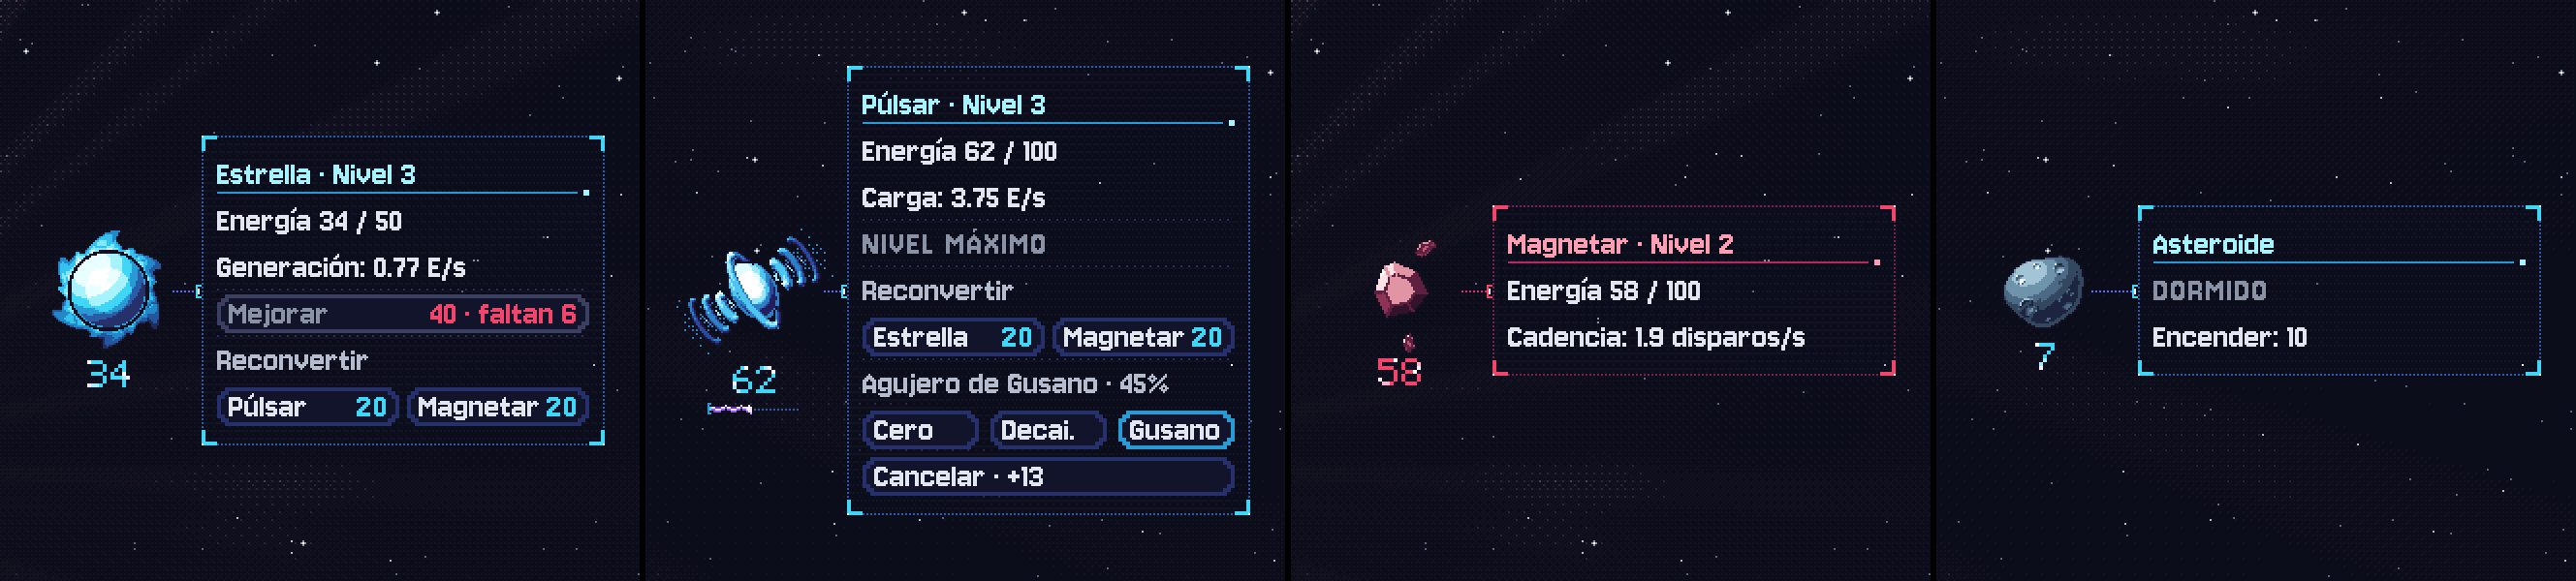 Estrella · Nivel 3
Energía 34 / 50
Generación: 0.77 E/s
Mejorar 40 · faltan 6
Reconvertir
Púlsar 20 Magnetar 20
34
Púlsar · Nivel 3
Energía 62 / 100
Carga: 3.75 E/s
NIVEL MÁXIMO
Reconvertir
Estrella 20 Magnetar 20
Agujero de Gusano · 45%
Cero Decai. Gusano
Cancelar · +13
62
Magnetar · Nivel 2
Energía 58 / 100
Cadencia: 1.9 disparos/s
58
Asteroide
DORMIDO
Encender: 10
7